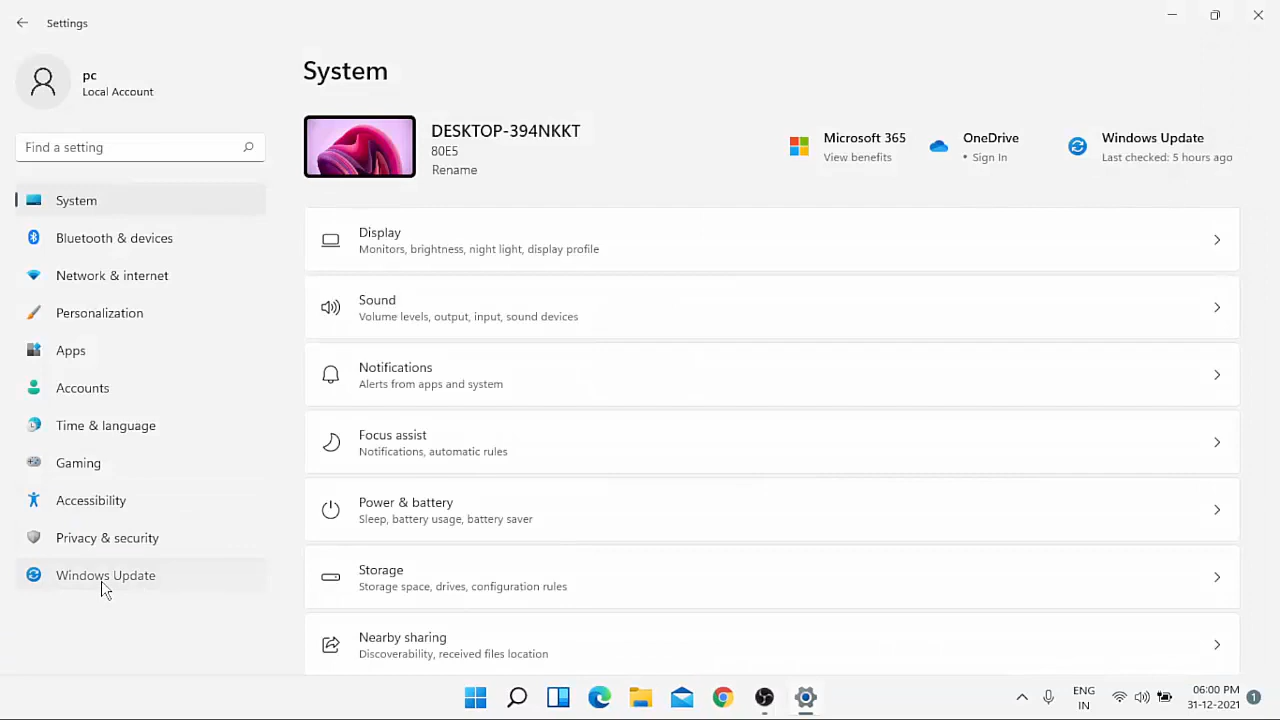 Settings
pc
Local Account
Find a setting
System
Bluetooth & devices
Network & internet
Personalization
Apps
Accounts
Time & language
Gaming
Accessibility
Privacy & security
Windows Update
System
DESKTOP-394NKKT
80E5
Rename
Microsoft 365
View benefits
OneDrive
• Sign In
Windows Update
Last checked: 5 hours ago
Display
Monitors, brightness, night light, display profile
Sound
Volume levels, output, input, sound devices
Notifications
Alerts from apps and system
Focus assist
Notifications, automatic rules
Power & battery
Sleep, battery usage, battery saver
Storage
Storage space, drives, configuration rules
Nearby sharing
Discoverability, received files location
ENG
IN
06:00 PM
31-12-2021
1